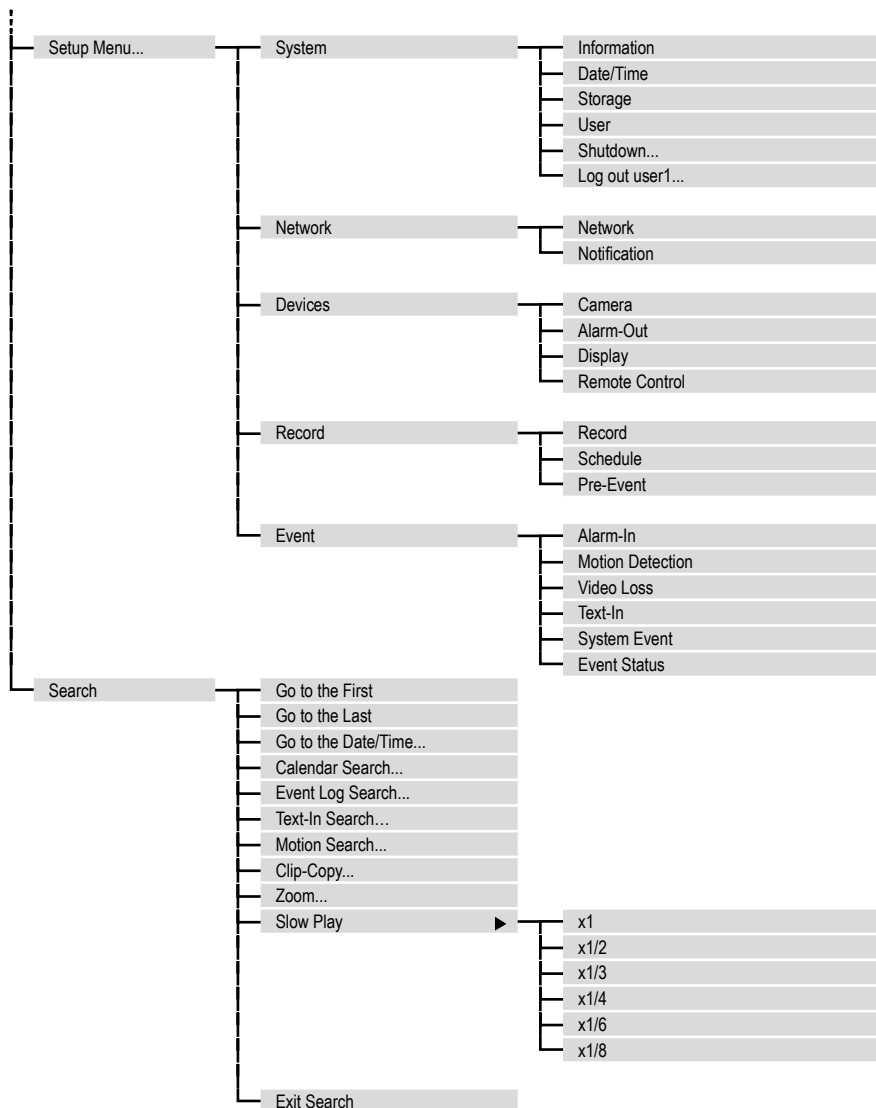 Setup Menu...
System
Information
Date/Time
Storage
User
Shutdown...
Log out user1...
Network
Network
Notification
Devices
Camera
Alarm-Out
Display
Remote Control
Record
Record
Schedule
Pre-Event
Event
Alarm-In
Motion Detection
Video Loss
Text-In
System Event
Event Status
Search
Go to the First
Go to the Last
Go to the Date/Time...
Calendar Search...
Event Log Search...
Text-In Search…
Motion Search...
Clip-Copy...
Zoom...
Slow Play
x1
x1/2
x1/3
x1/4
x1/6
x1/8
Exit Search